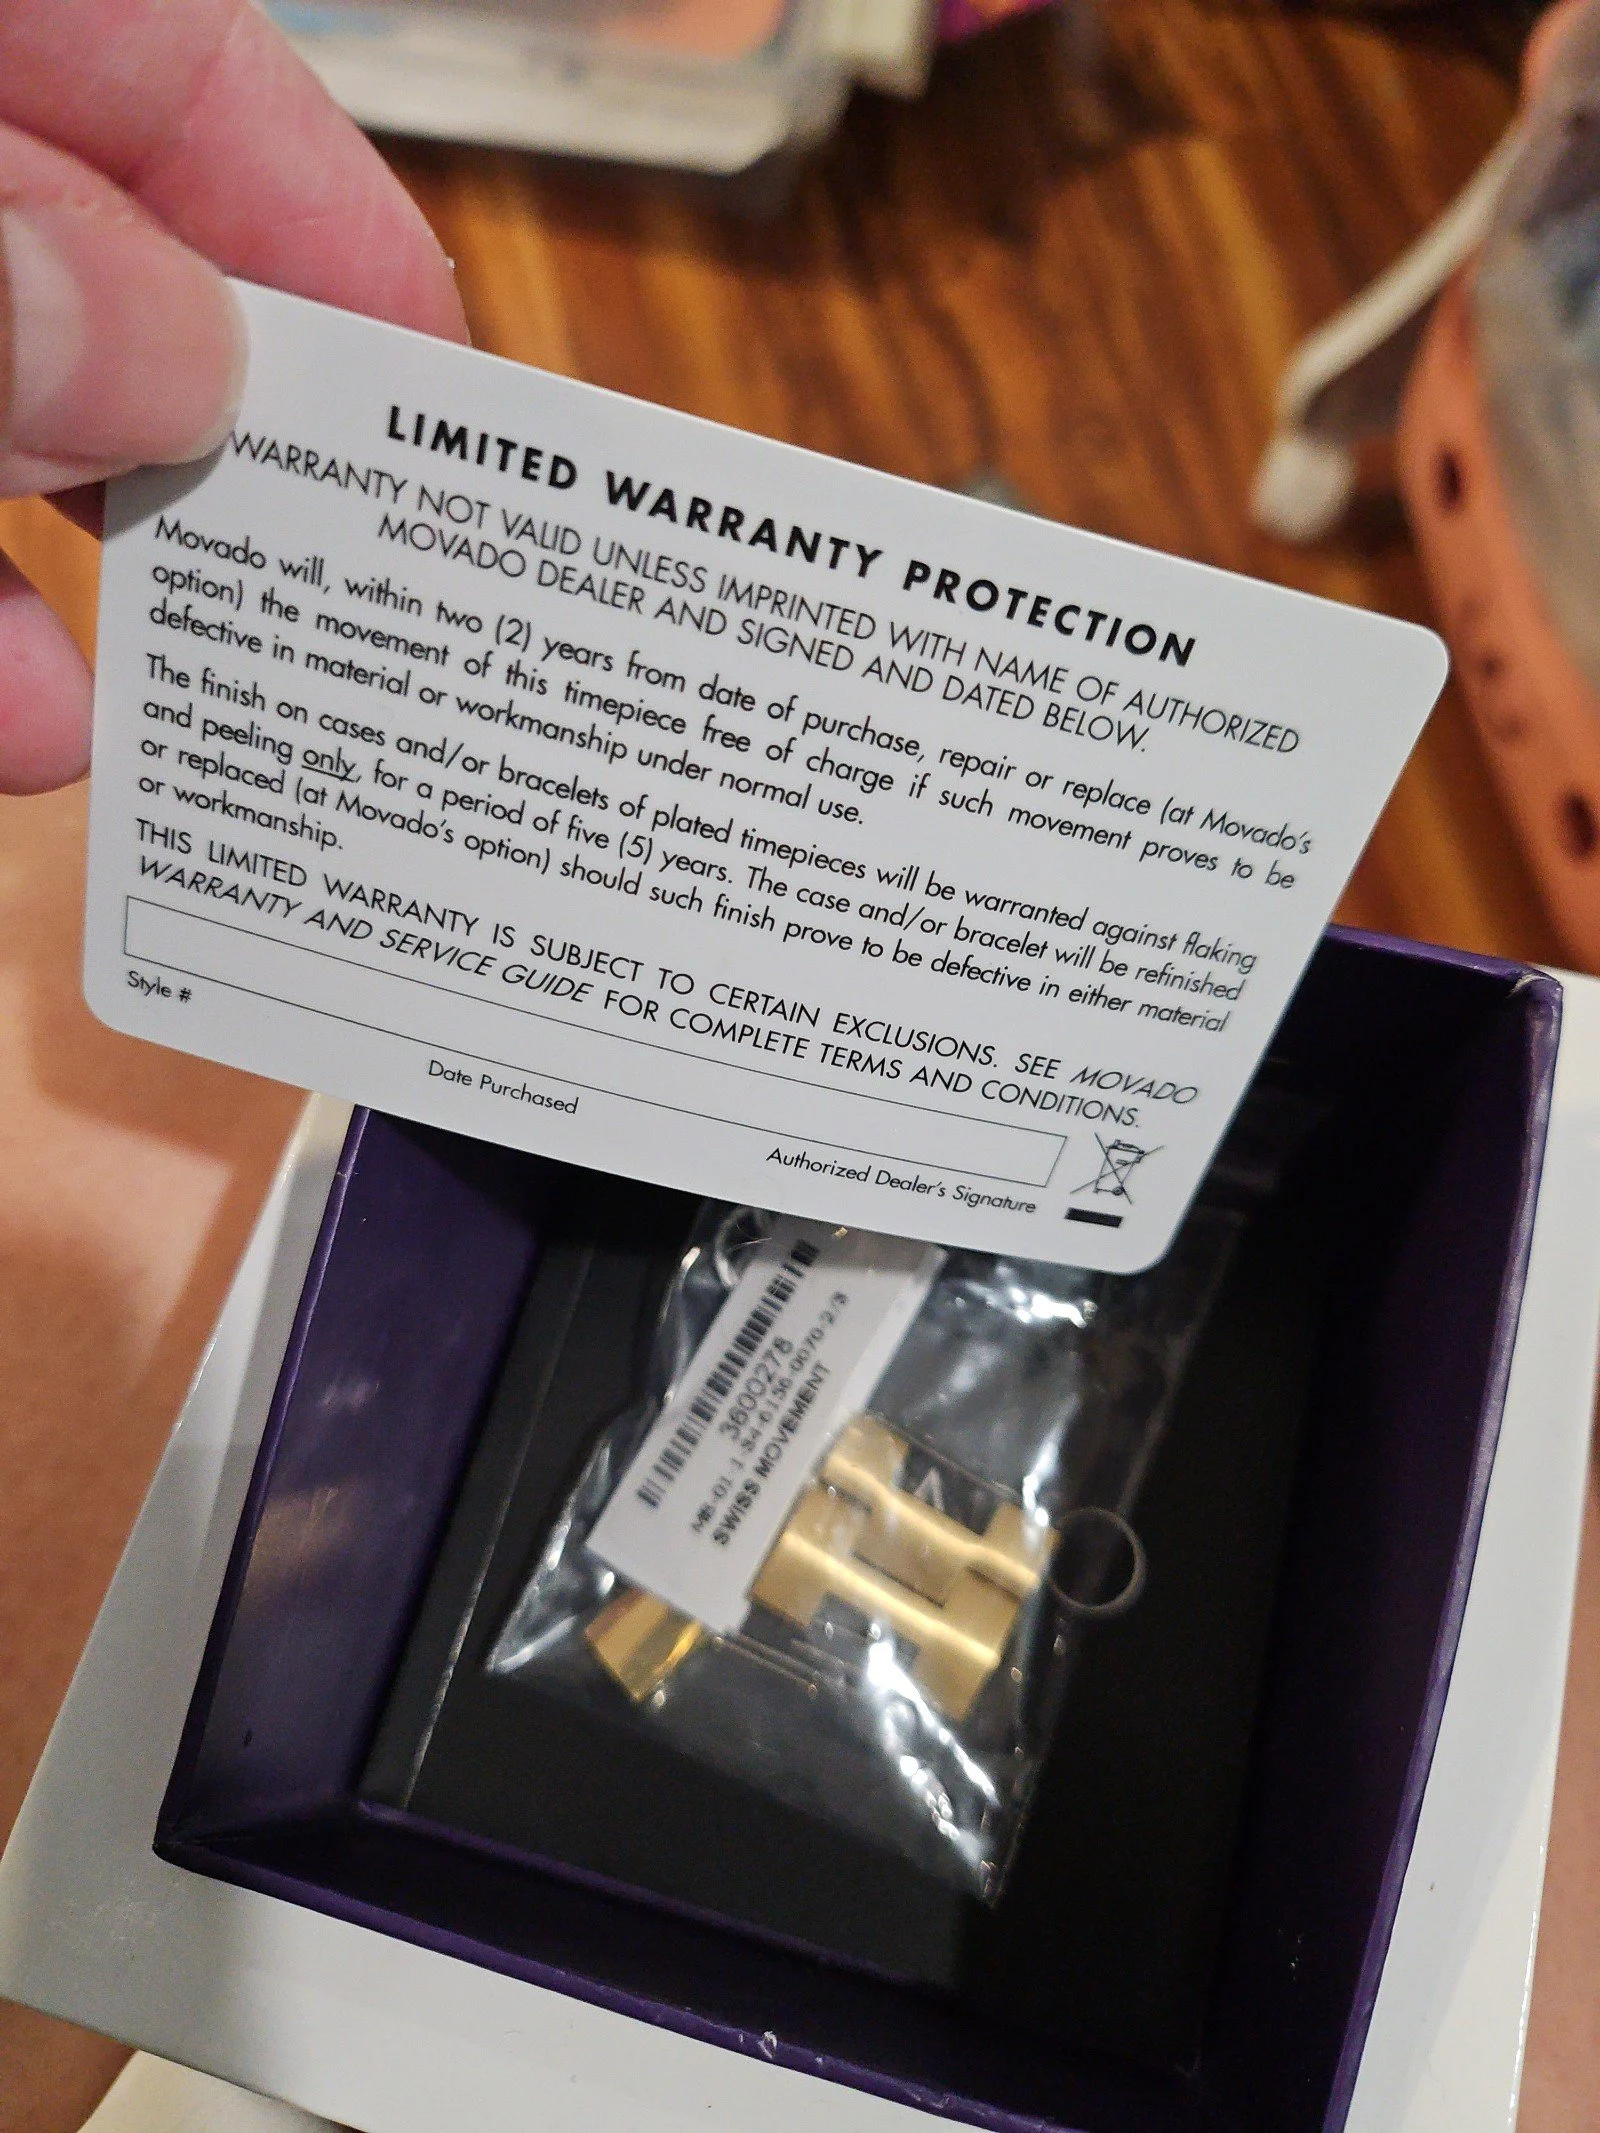 LIMITED WARRANTY PROTECTION
WARRANTY NOT VALID UNLESS IMPRINTED WITH NAME OF AUTHORIZED
MOVADO DEALER AND SIGNED AND DATED BELOW.
Movado will, within two (2) years from date of purchase, repair or replace (at Movado's
option) the movement of this timepiece free of charge if such movement proves to be
defective in material or workmanship under normal use.
The finish on cases and/or bracelets of plated timepieces will be warranted against flaking
and peeling only, for a period of five (5) years. The case and/or bracelet will be refinished
or replaced (at Movado's option) should such finish prove to be defective in either material
or workmanship.
THIS LIMITED WARRANTY IS SUBJECT TO CERTAIN EXCLUSIONS. SEE MOVADO
WARRANTY AND SERVICE GUIDE FOR COMPLETE TERMS AND CONDITIONS.
Style #
Date Purchased
Authorized Dealer's Signature
3600278
SWISS MOVEMENT